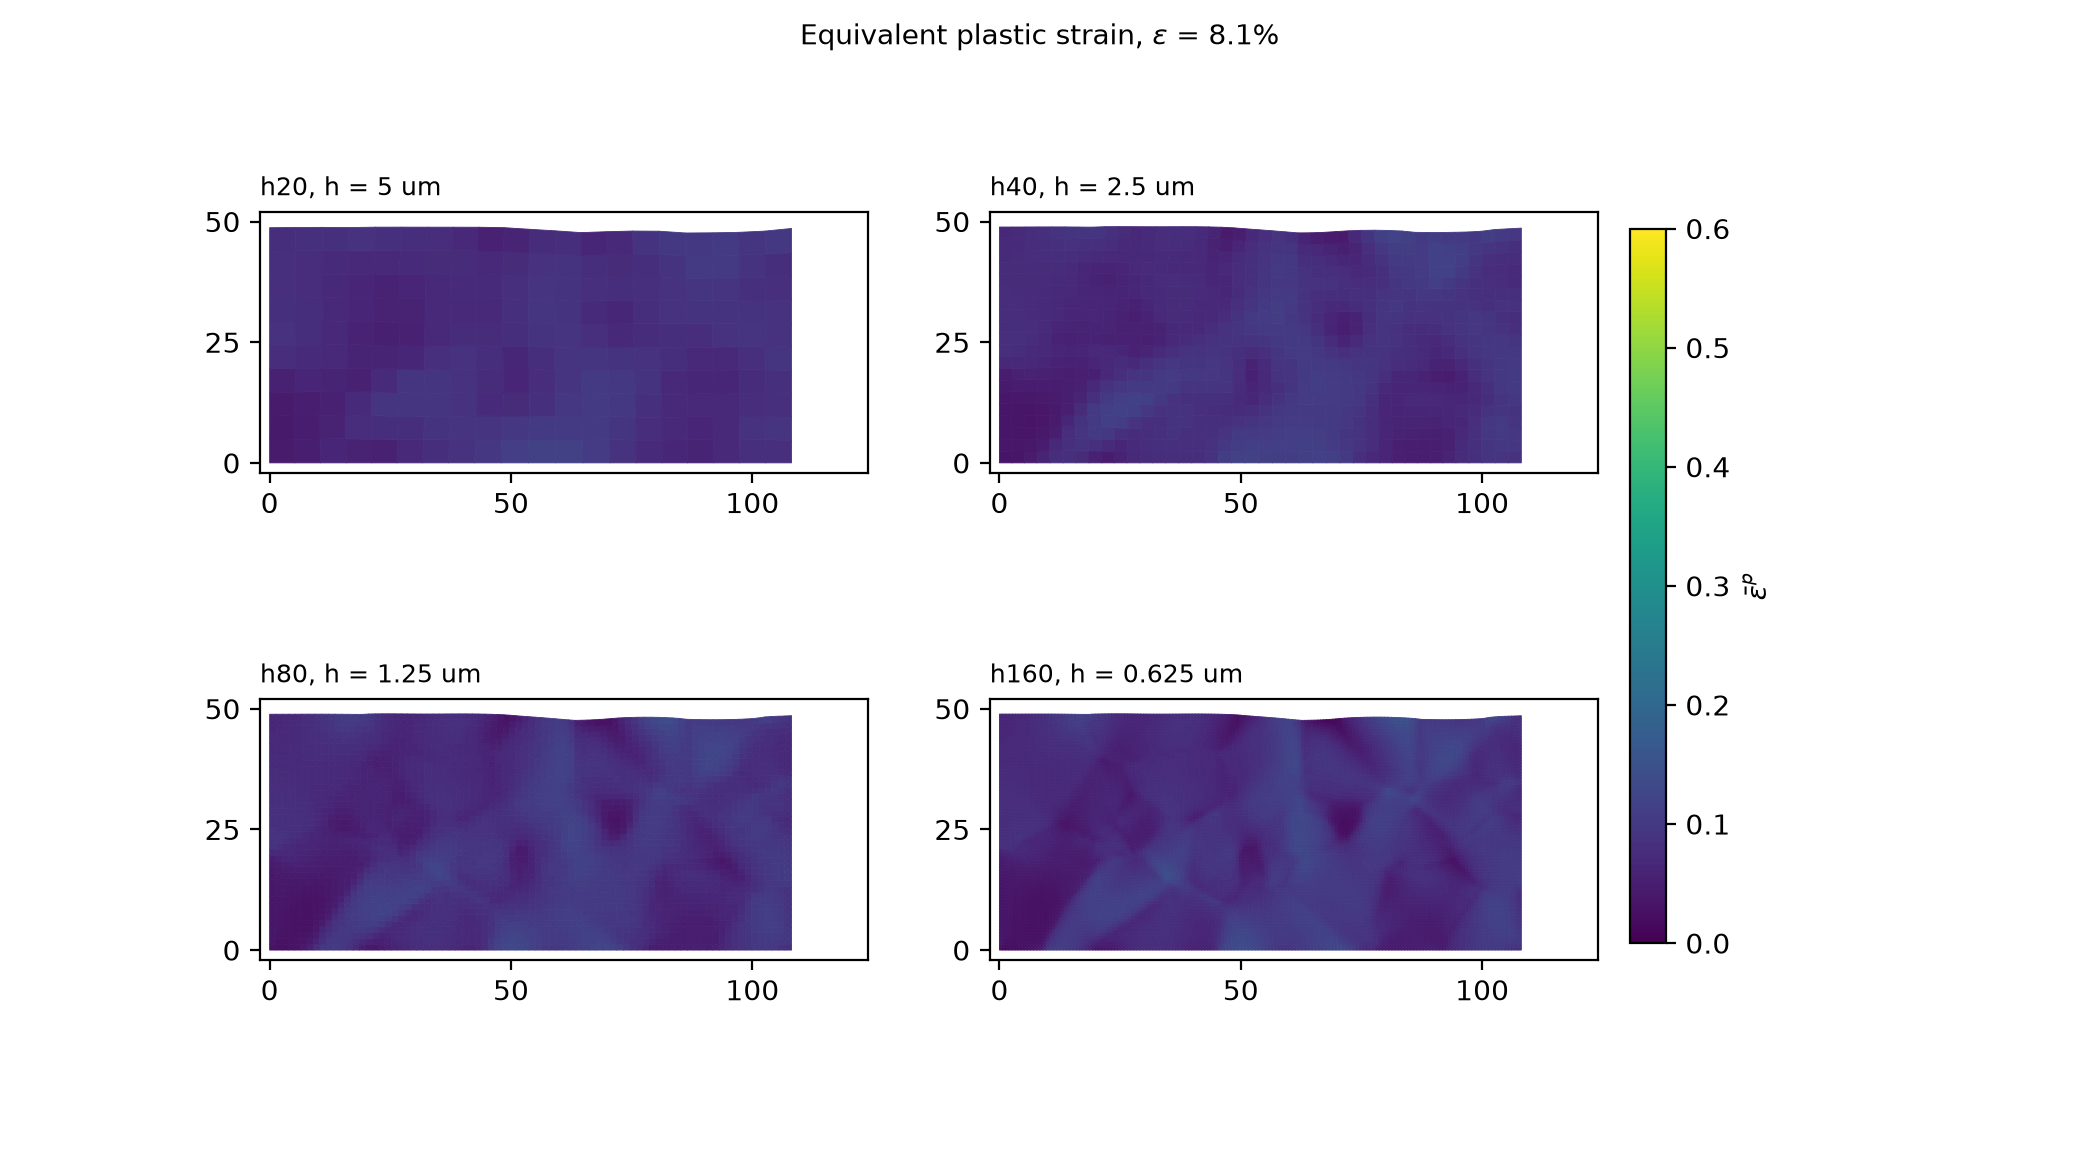 Equivalent plastic strain, ε = 8.1%
h20, h = 5 um
50
25
0
0 50 100
h40, h = 2.5 um
50
25
0
0 50 100
h80, h = 1.25 um
50
25
0
0 50 100
h160, h = 0.625 um
50
25
0
0 50 100
0.6
0.5
0.4
0.3
0.2
0.1
0.0
ε̄ᵖ